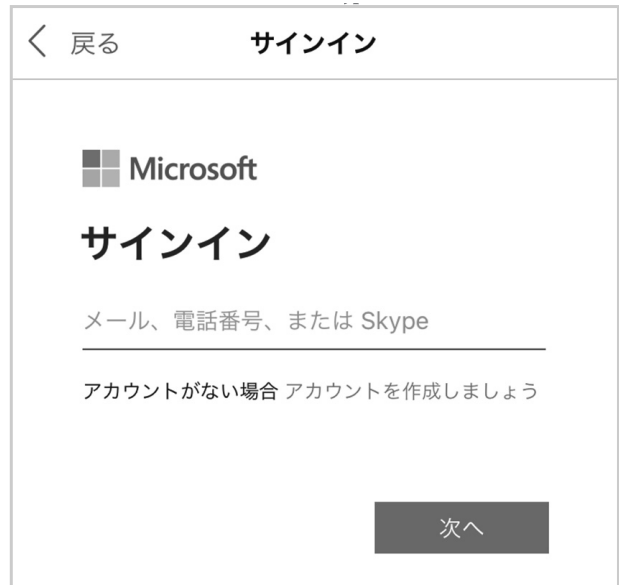 戻る サインイン
Microsoft
サインイン
メール、電話番号、または Skype
アカウントがない場合 アカウントを作成しましょう
次へ